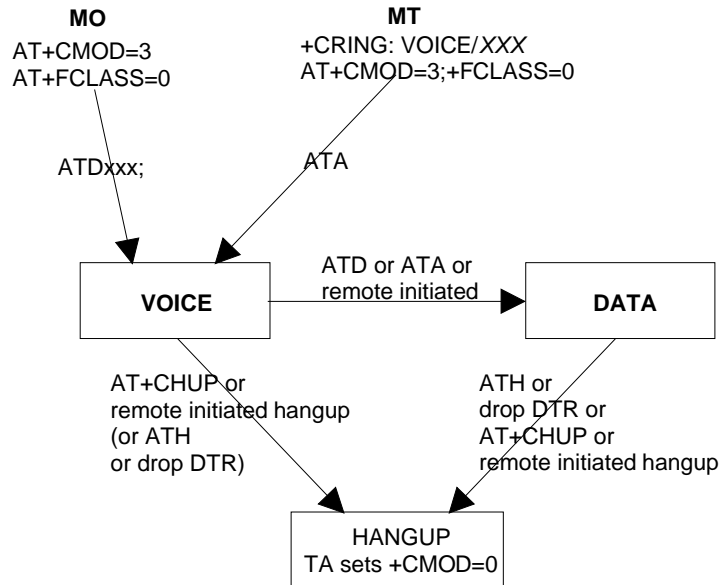 MO
AT+CMOD=3
AT+FCLASS=0
MT
+CRING: VOICE/XXX
AT+CMOD=3;+FCLASS=0
ATDxxx;
ATA
VOICE
ATD or ATA or
remote initiated
DATA
AT+CHUP or
remote initiated hangup
(or ATH
or drop DTR)
ATH or
drop DTR or
AT+CHUP or
remote initiated hangup
HANGUP
TA sets +CMOD=0